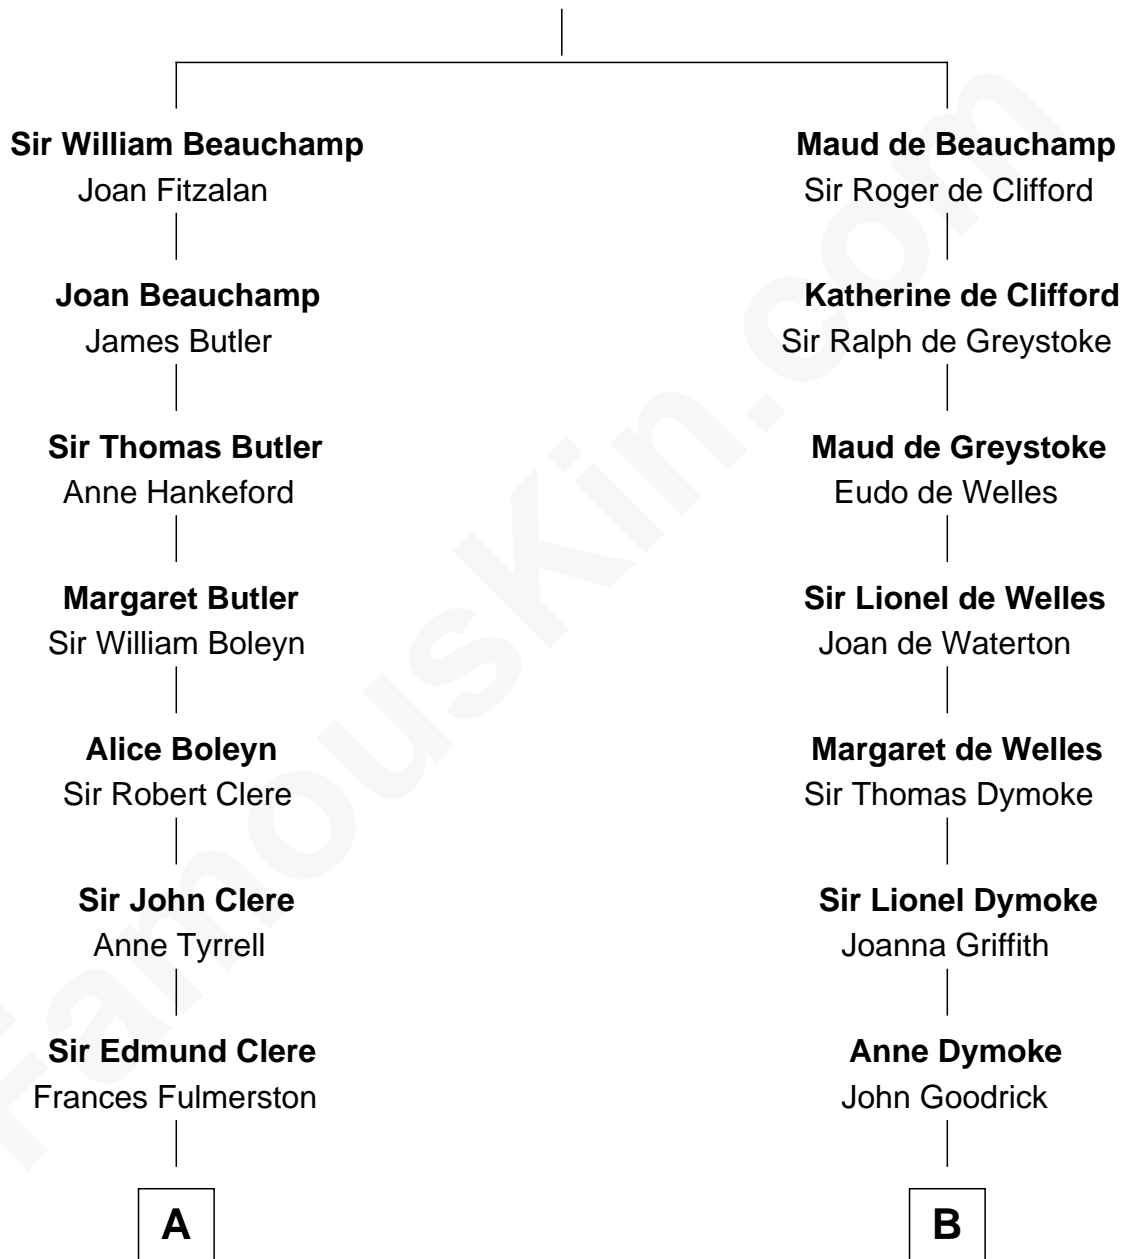 Sir William Beauchamp
Joan Fitzalan
Joan Beauchamp
James Butler
Sir Thomas Butler
Anne Hankeford
Margaret Butler
Sir William Boleyn
Alice Boleyn
Sir Robert Clere
Sir John Clere
Anne Tyrrell
Sir Edmund Clere
Frances Fulmerston
A
Maud de Beauchamp
Sir Roger de Clifford
Katherine de Clifford
Sir Ralph de Greystoke
Maud de Greystoke
Eudo de Welles
Sir Lionel de Welles
Joan de Waterton
Margaret de Welles
Sir Thomas Dymoke
Sir Lionel Dymoke
Joanna Griffith
Anne Dymoke
John Goodrick
B
FamousKin.com